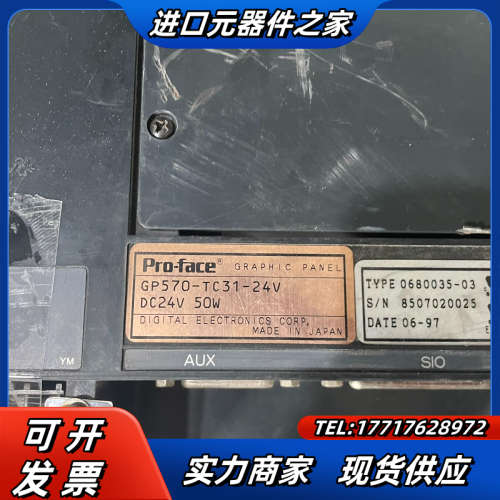 进口元器件之家
Pro-face GRAPHIC PANEL
GP570-TC31-24V
DC24V 50W
DIGITAL ELECTRONICS CORP.
MADE IN JAPAN
TYPE 0680035-03
S/N 8507020025
DATE 06-97
YM
AUX
SIO
TEL:17717628972
可开
发票
实力商家 现货供应